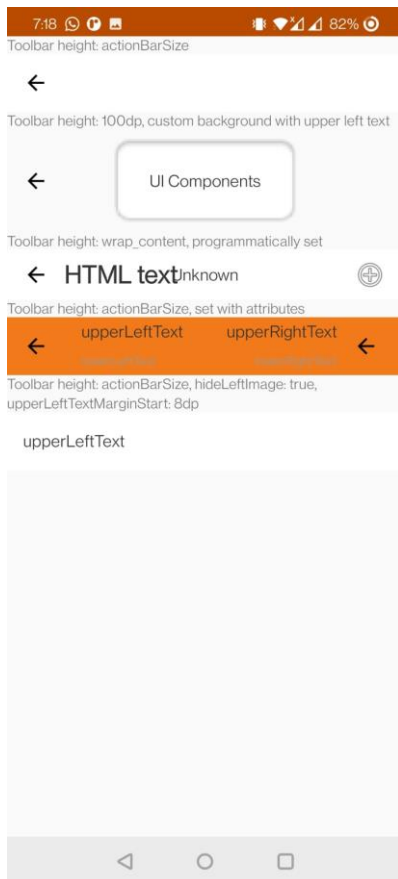 7:18 82%
Toolbar height: actionBarSize
Toolbar height: 100dp, custom background with upper left text
UI Components
Toolbar height: wrap_content, programmatically set
HTML text Unknown
Toolbar height: actionBarSize, set with attributes
upperLeftText upperRightText
Toolbar height: actionBarSize, hideLeftImage: true,
upperLeftTextMarginStart: 8dp
upperLeftText